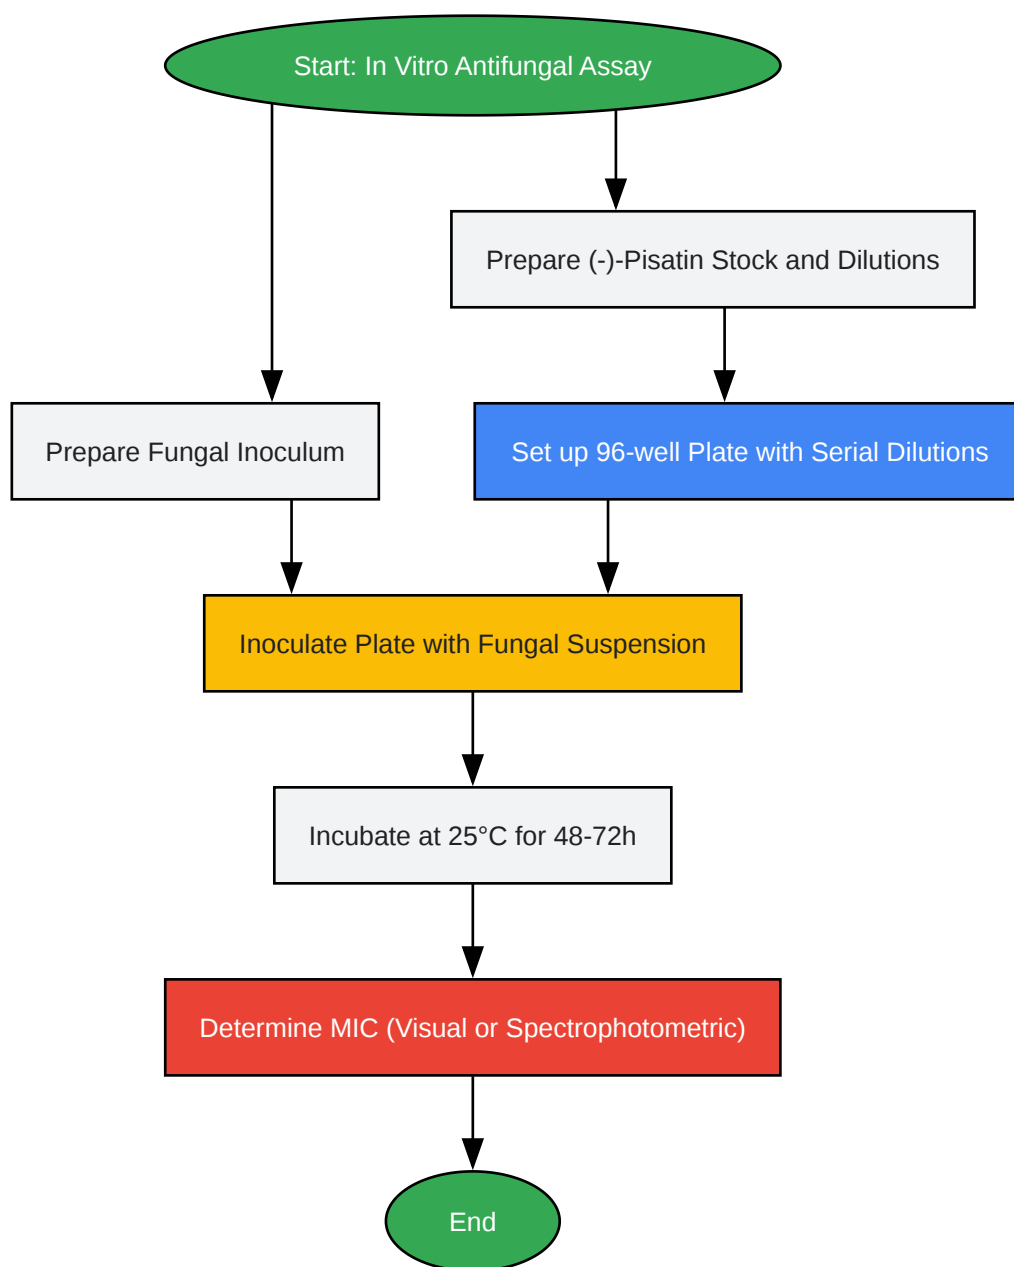 Start: In Vitro Antifungal Assay
Prepare (-)-Pisatin Stock and Dilutions
Prepare Fungal Inoculum
Set up 96-well Plate with Serial Dilutions
Inoculate Plate with Fungal Suspension
Incubate at 25°C for 48-72h
Determine MIC (Visual or Spectrophotometric)
End